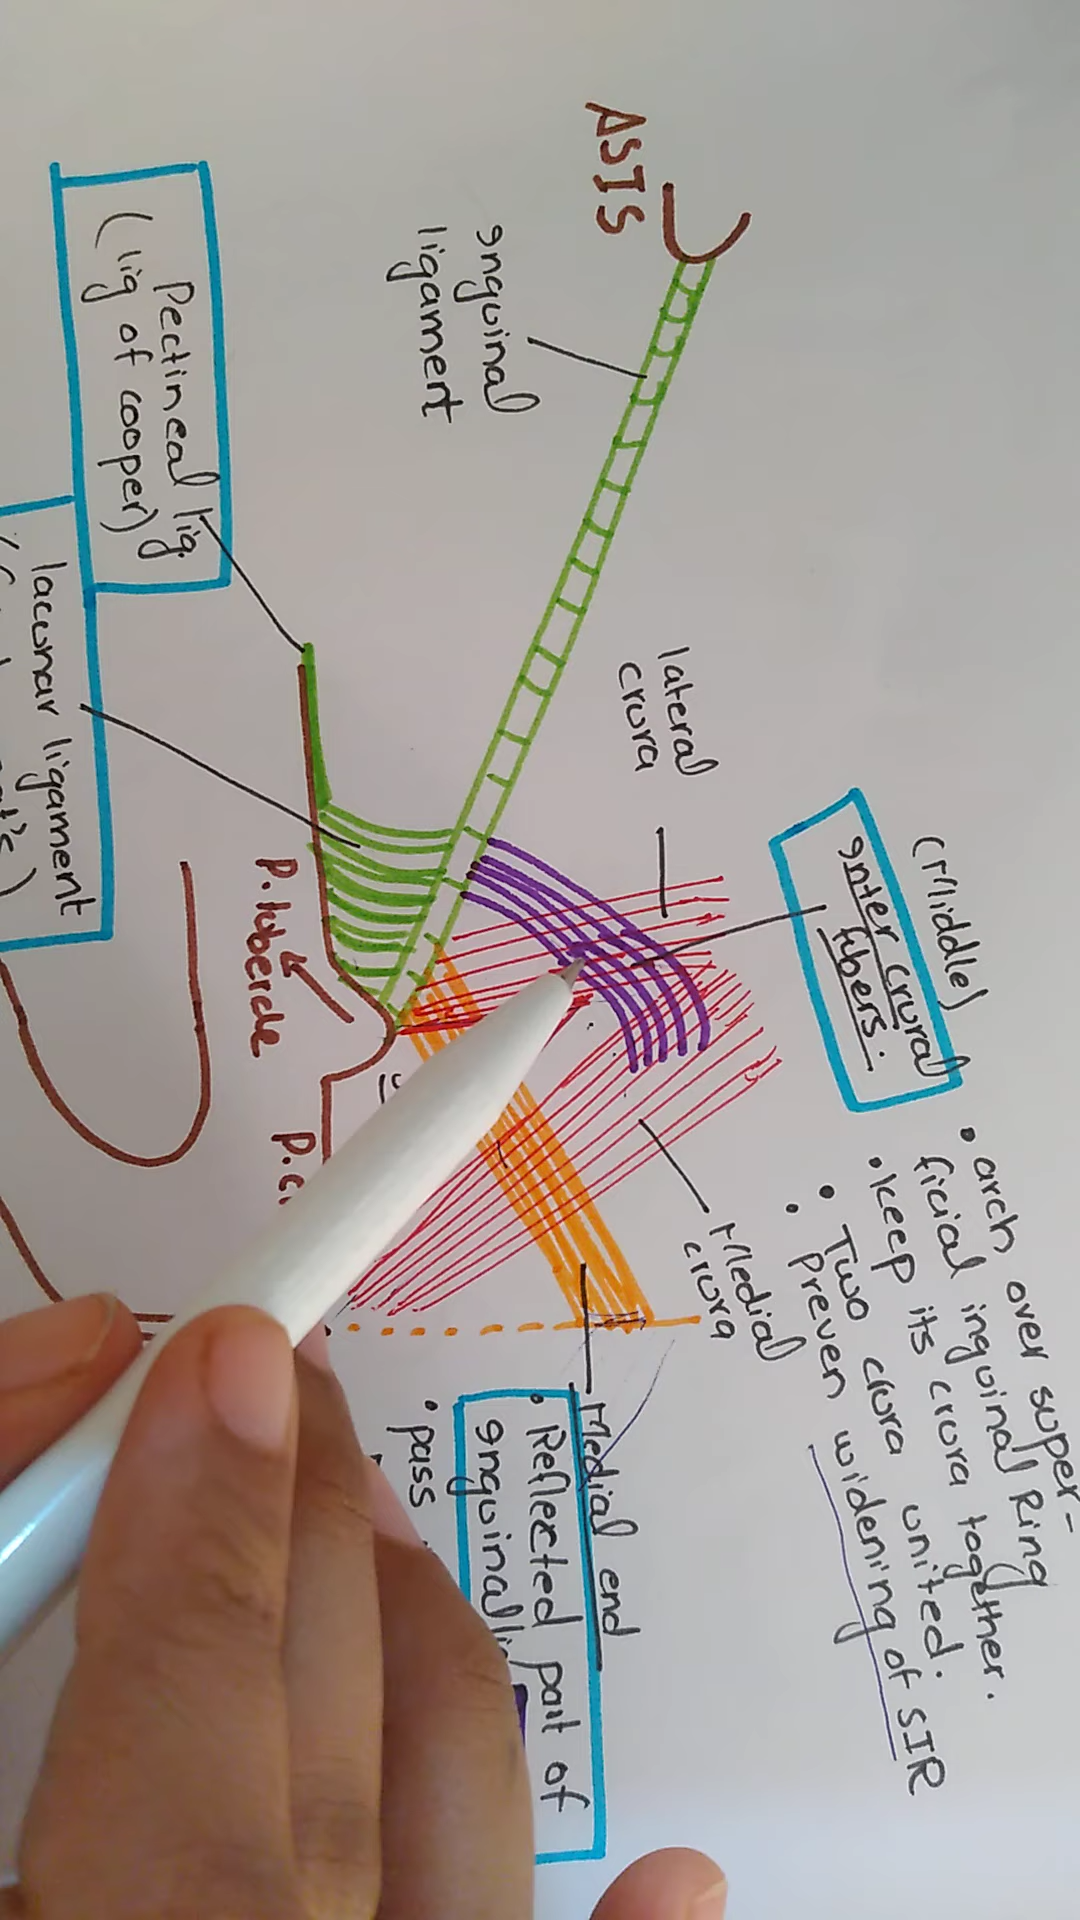 ASIS
Inguinal
ligament
Pectineal lig.
(lig of cooper)
lacunar ligament
lateral
crura
(Middle)
Inter crural
fibers.
• arch over super-
ficial inguinal Ring
• keep its crura together.
• Two crura united.
• Preven widening of SIR
P. tubercle
Medial
crura
Medial end
• Reflected part of
Inguinal
• pass